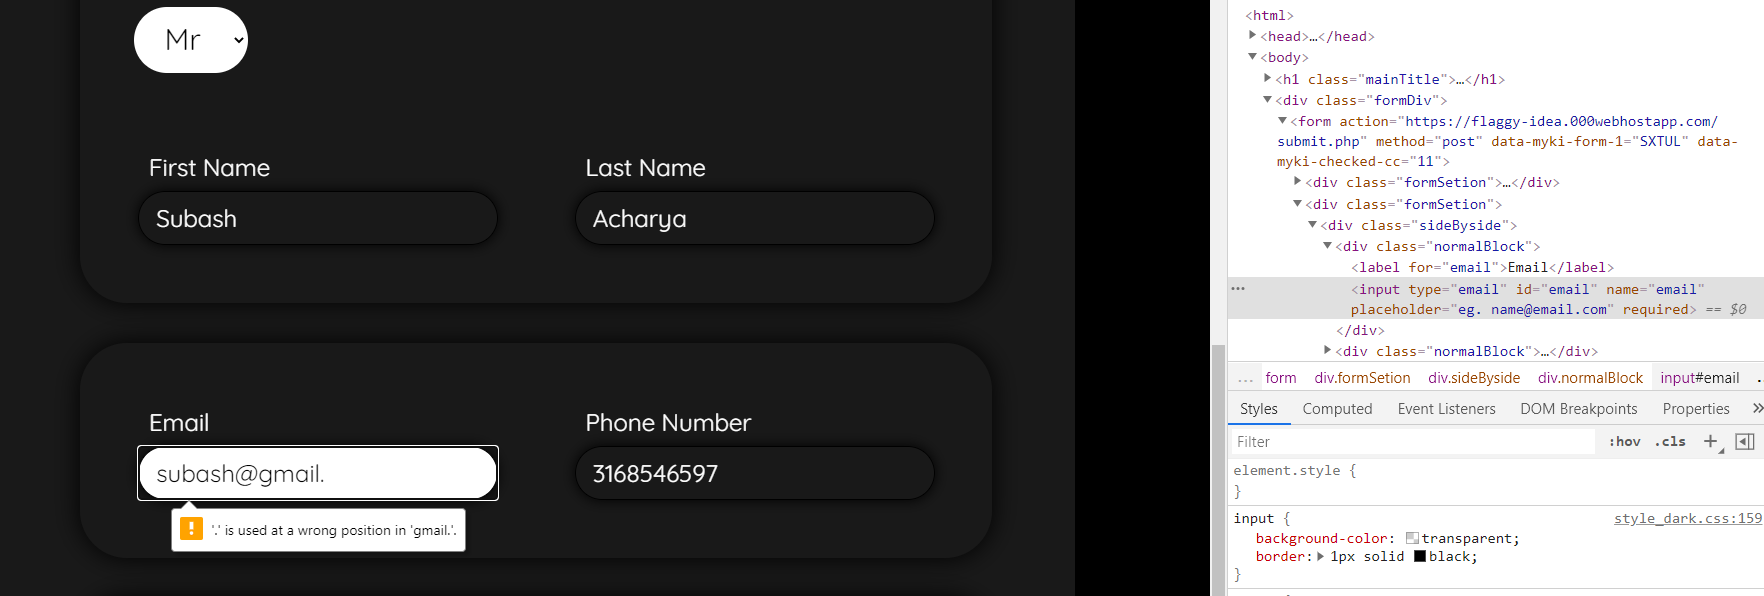 Mr
First Name
Last Name
Subash
Acharya
Email
Phone Number
subash@gmail.
3168546597
'.' is used at a wrong position in 'gmail.'.
<html>
<head>…</head>
<body>
<h1 class="mainTitle">…</h1>
<div class="formDiv">
<form action="https://flaggy-idea.000webhostapp.com/
submit.php" method="post" data-myki-form-1="SXTUL" data-
myki-checked-cc="11">
<div class="formSetion">…</div>
<div class="formSetion">
<div class="sideByside">
<div class="normalBlock">
<label for="email">Email</label>
<input type="email" id="email" name="email"
placeholder="eg. name@email.com" required> == $0
</div>
<div class="normalBlock">…</div>
... form div.formSetion div.sideByside div.normalBlock input#email
Styles Computed Event Listeners DOM Breakpoints Properties »
Filter :hov .cls +
element.style {
}
input { style_dark.css:159
background-color: transparent;
border: 1px solid black;
}